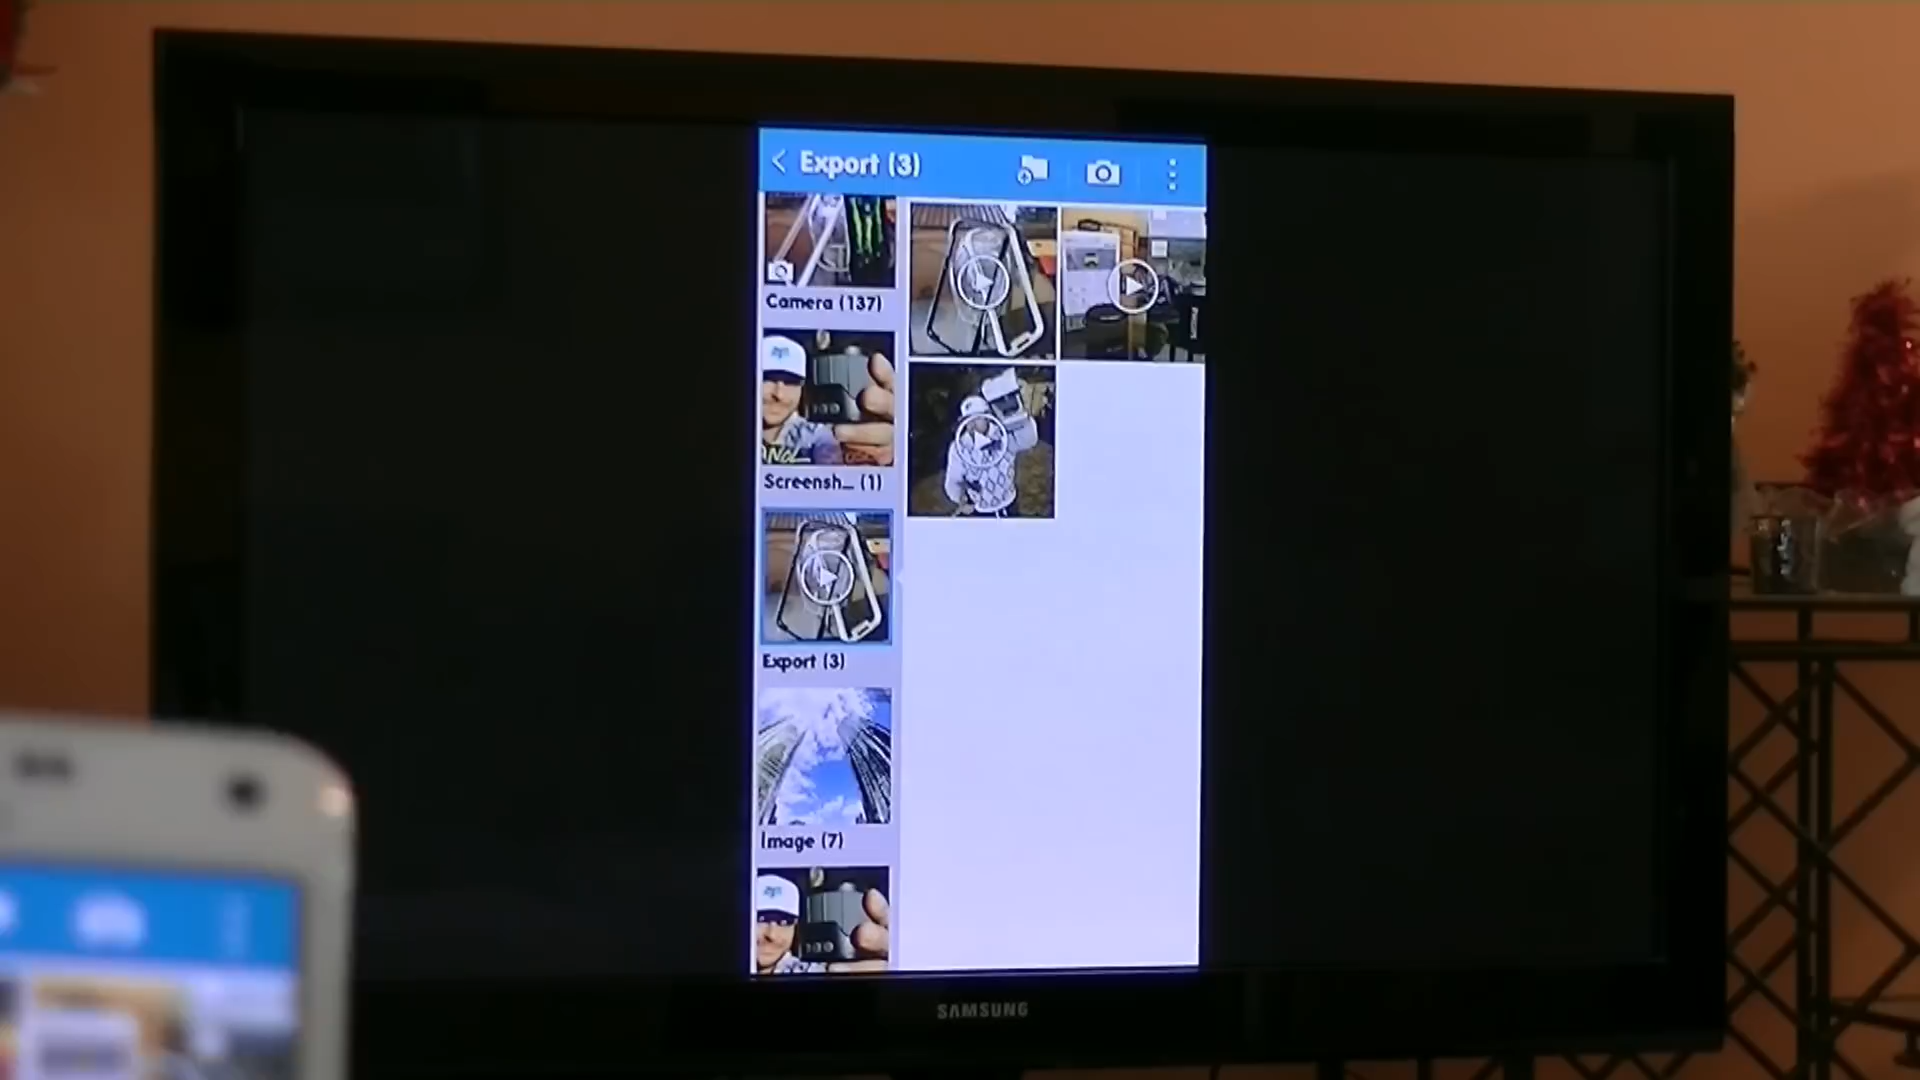 Export (3)
Camera (137)
Screensh... (1)
Export (3)
Image (7)
SAMSUNG